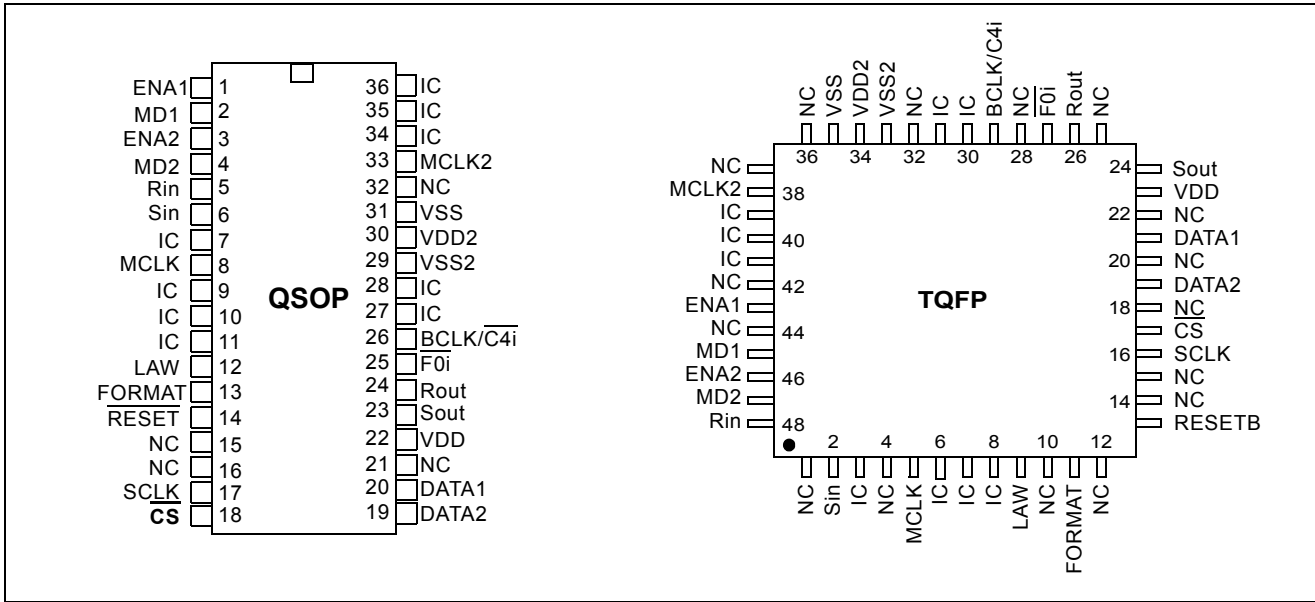 ENA1 1 36 IC
MD1 2 35 IC
ENA2 3 34 IC
MD2 4 33 MCLK2
Rin 5 32 NC
Sin 6 31 VSS
IC 7 30 VDD2
MCLK 8 29 VSS2
IC 9 28 IC
IC 10 27 IC
IC 11 26 BCLK/C4i
LAW 12 25 F0i
FORMAT 13 24 Rout
RESET 14 23 Sout
NC 15 22 VDD
NC 16 21 NC
SCLK 17 20 DATA1
CS 18 19 DATA2
QSOP
NC VSS VDD2 VSS2 NC IC IC BCLK/C4i NC F0i Rout NC
36 34 32 30 28 26
NC 24 Sout
MCLK2 38 VDD
IC 22 NC
IC 40 DATA1
IC 20 NC
NC 42 DATA2
ENA1 18 NC
NC 44 CS
MD1 16 SCLK
ENA2 46 NC
MD2 14 NC
Rin 48 RESETB
TQFP
2 4 6 8 10 12
NC Sin IC NC MCLK IC IC IC LAW NC FORMAT NC